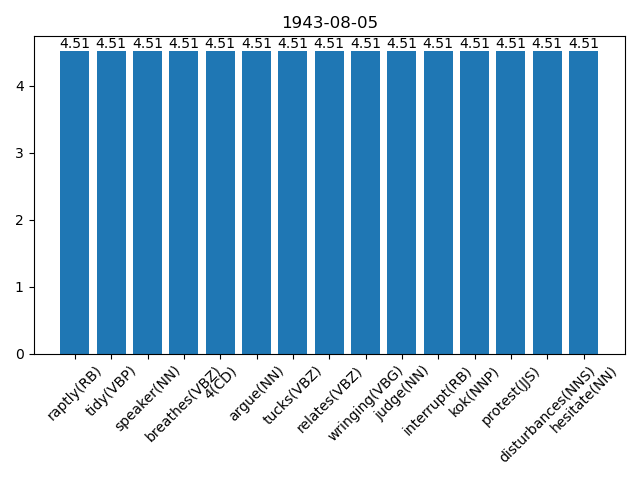 1943-08-05
4.51 4.51 4.51 4.51 4.51 4.51 4.51 4.51 4.51 4.51 4.51 4.51 4.51 4.51 4.51
4
3
2
1
0
raptly(RB)
tidy(VBP)
speaker(NN)
breathes(VBZ)
4(CD)
argue(NN)
tucks(VBZ)
relates(VBZ)
wringing(VBG)
judge(NN)
interrupt(RB)
kok(NNP)
protest(JJS)
disturbances(NNS)
hesitate(NN)